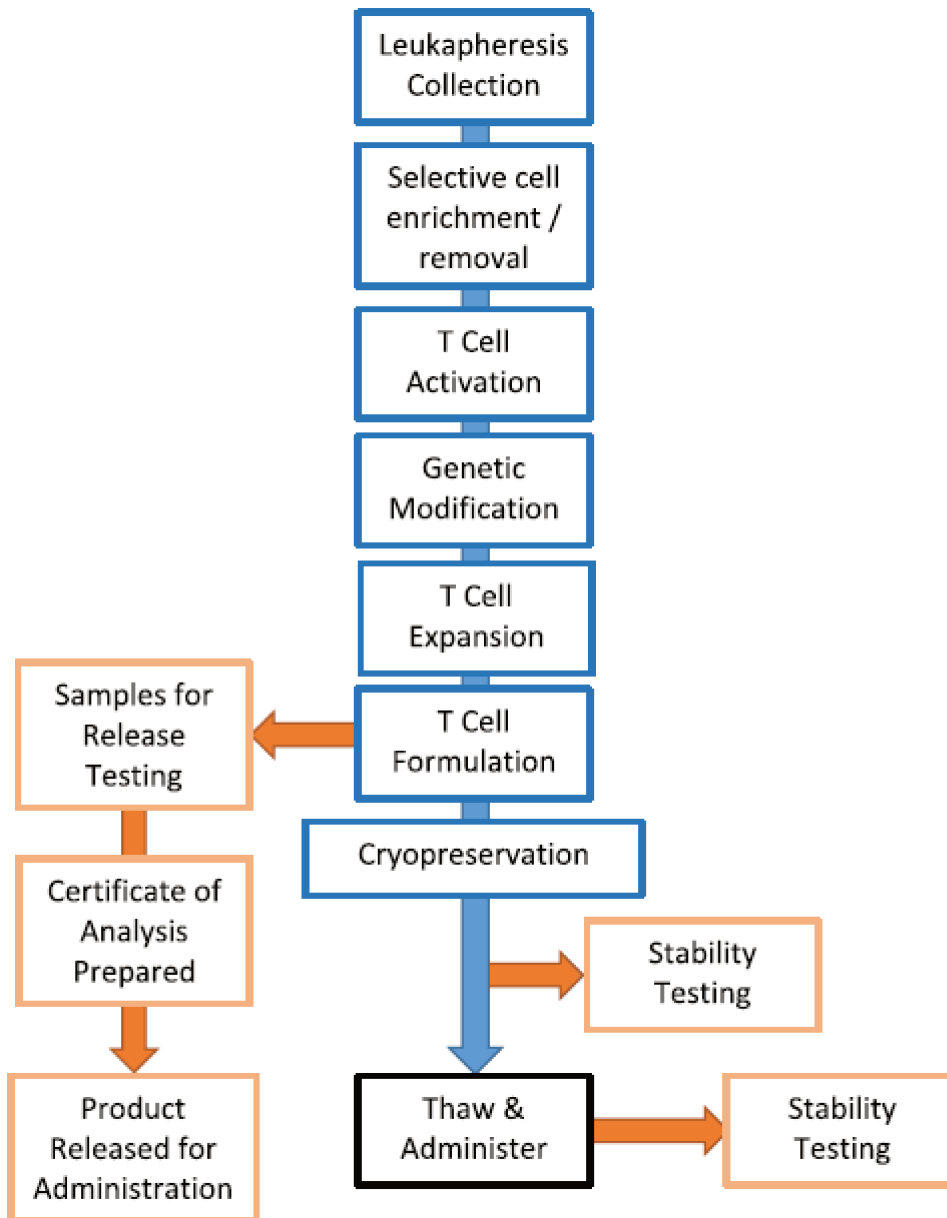 Leukapheresis
Collection
Selective cell
enrichment /
removal
T Cell
Activation
Genetic
Modification
T Cell
Expansion
T Cell
Formulation
Samples for
Release
Testing
Cryopreservation
Certificate of
Analysis
Prepared
Stability
Testing
Product
Released for
Administration
Thaw &
Administer
Stability
Testing